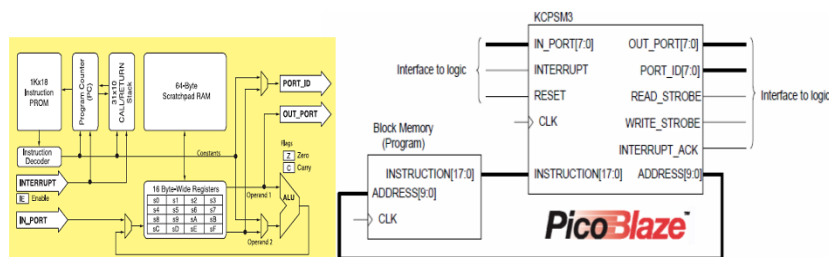 1Kx18
Instruction
PROM
Program Counter
(PC)
31x10
CALL/RETURN
Stack
64-Byte
Scratchpad RAM
PORT_ID
OUT_PORT
Instruction
Decoder
Constants
Flags
Z Zero
C Carry
INTERRUPT
IE Enable
IN_PORT
16 Byte-Wide Registers
s0 s1 s2 s3
s4 s5 s6 s7
s8 s9 sA sB
sC sD sE sF
Operand 1
Operand 2
ALU
KCPSM3
IN_PORT[7:0] OUT_PORT[7:0]
INTERRUPT PORT_ID[7:0]
RESET READ_STROBE
CLK WRITE_STROBE
INTERRUPT_ACK
INSTRUCTION[17:0] ADDRESS[9:0]
Interface to logic
Interface to logic
Block Memory
(Program)
INSTRUCTION[17:0]
ADDRESS[9:0]
CLK
PicoBlaze™